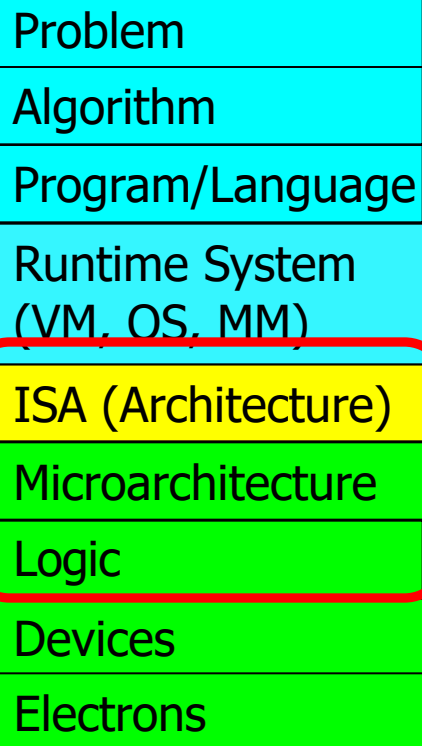 Problem
Algorithm
Program/Language
Runtime System
(VM, OS, MM)
ISA (Architecture)
Microarchitecture
Logic
Devices
Electrons